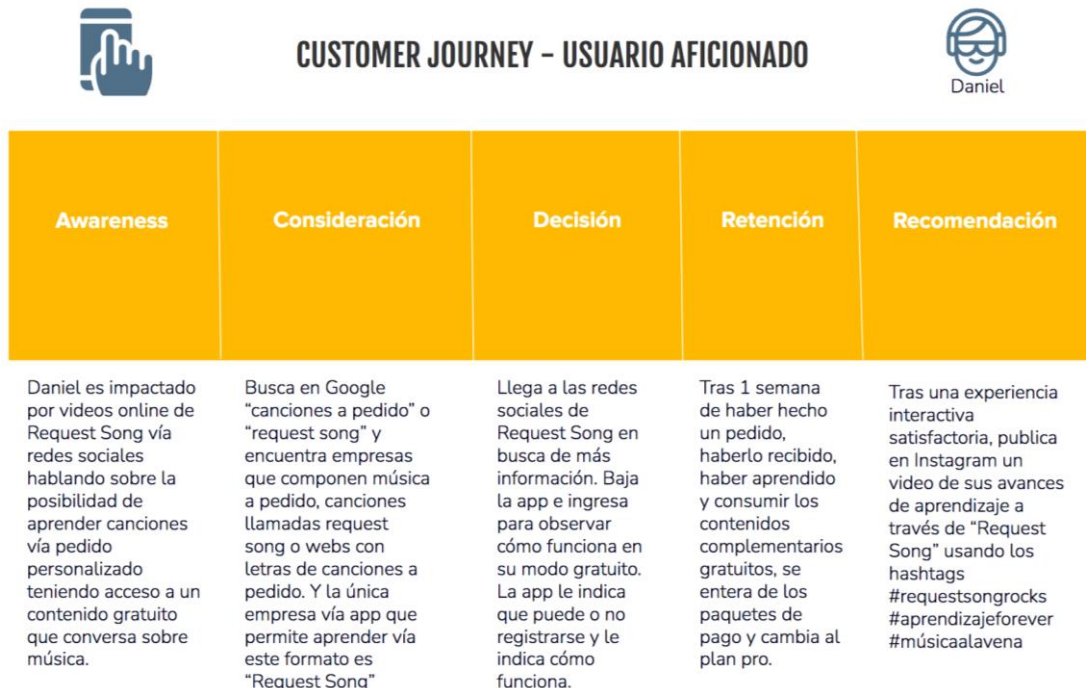 CUSTOMER JOURNEY – USUARIO AFICIONADO
Daniel
Awareness
Consideración
Decisión
Retención
Recomendación
Daniel es impactado
por videos online de
Request Song vía
redes sociales
hablando sobre la
posibilidad de
aprender canciones
vía pedido
personalizado
teniendo acceso a un
contenido gratuito
que conversa sobre
música.
Busca en Google
“canciones a pedido” o
“request song” y
encuentra empresas
que componen música
a pedido, canciones
llamadas request
song o webs con
letras de canciones a
pedido. Y la única
empresa vía app que
permite aprender vía
este formato es
“Request Song”
Llega a las redes
sociales de
Request Song en
busca de más
información. Baja
la app e ingresa
para observar
cómo funciona en
su modo gratuito.
La app le indica
que puede o no
registrarse y le
indica cómo
funciona.
Tras 1 semana
de haber hecho
un pedido,
haberlo recibido,
haber aprendido
y consumir los
contenidos
complementarios
gratuitos, se
entera de los
paquetes de
pago y cambia al
plan pro.
Tras una experiencia
interactiva
satisfactoria, publica
en Instagram un
video de sus avances
de aprendizaje a
través de “Request
Song” usando los
hashtags
#requestsongrocks
#aprendizajeforever
#músicaalavena